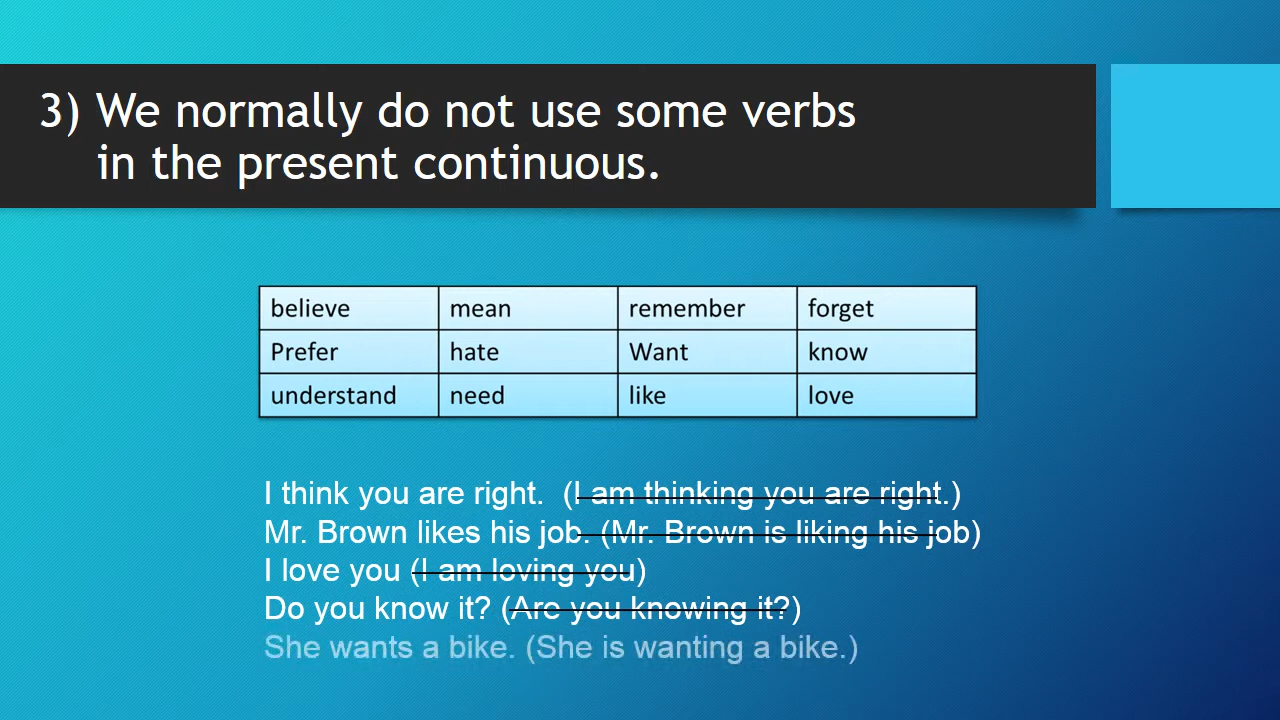 3) We normally do not use some verbs
in the present continuous.
believe mean remember forget
Prefer hate Want know
understand need like love
I think you are right. (I am thinking you are right.)
Mr. Brown likes his job. (Mr. Brown is liking his job)
I love you (I am loving you)
Do you know it? (Are you knowing it?)
She wants a bike. (She is wanting a bike.)